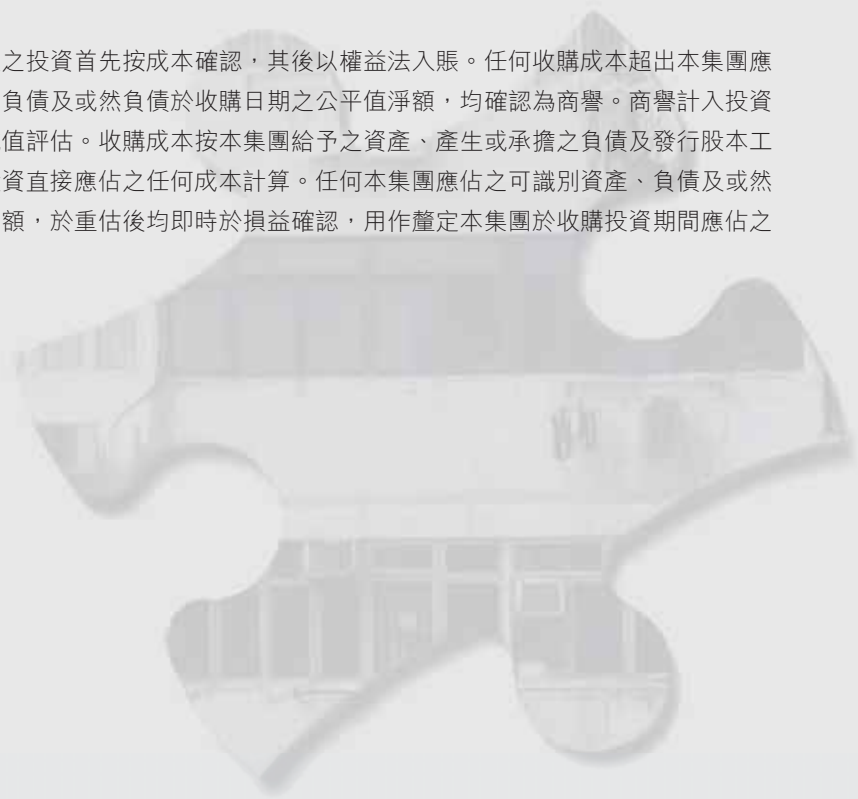 之投資首先按成本確認，其後以權益法入賬。任何收購成本超出本集團應
負債及或然負債於收購日期之公平值淨額，均確認為商譽。商譽計入投資
值評估。收購成本按本集團給予之資產、產生或承擔之負債及發行股本工
資直接應佔之任何成本計算。任何本集團應佔之可識別資產、負債及或然
額，於重估後均即時於損益確認，用作釐定本集團於收購投資期間應佔之